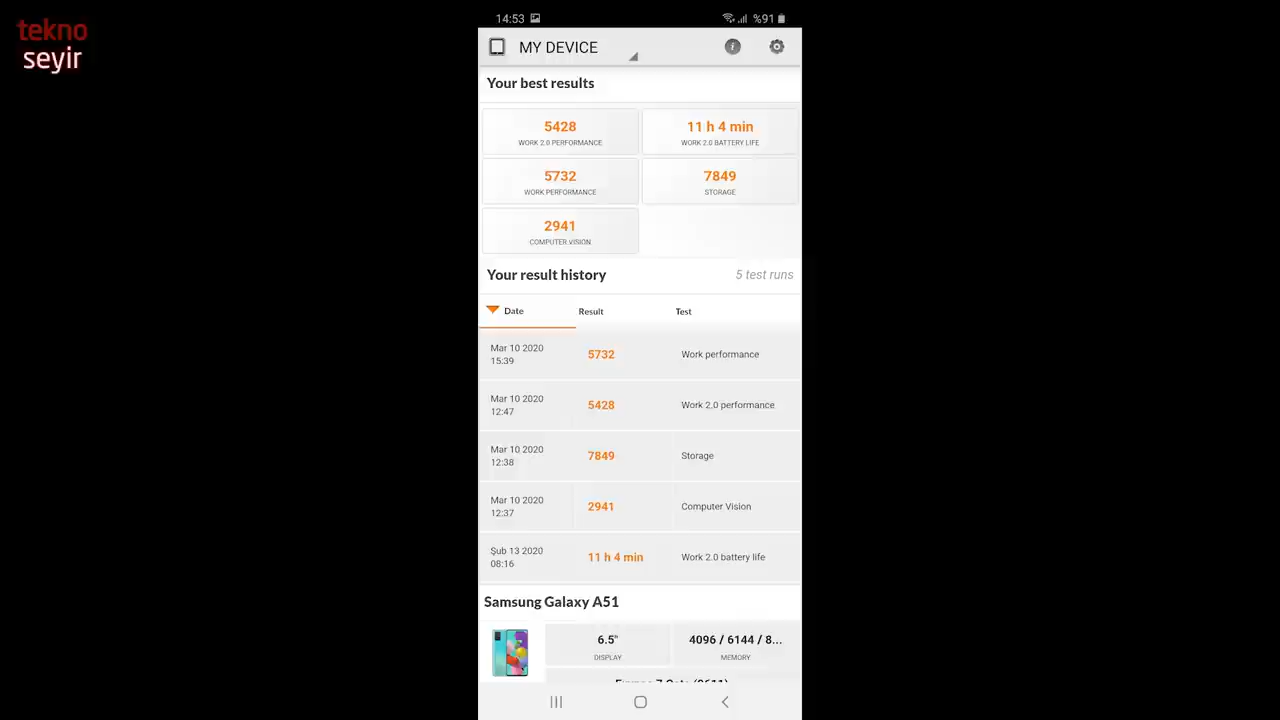 tekno
seyir
14:53
%91
MY DEVICE
Your best results
5428
WORK 2.0 PERFORMANCE
11 h 4 min
WORK 2.0 BATTERY LIFE
5732
WORK PERFORMANCE
7849
STORAGE
2941
COMPUTER VISION
Your result history
5 test runs
Date Result Test
Mar 10 2020
15:39
5732
Work performance
Mar 10 2020
12:47
5428
Work 2.0 performance
Mar 10 2020
12:38
7849
Storage
Mar 10 2020
12:37
2941
Computer Vision
Şub 13 2020
08:16
11 h 4 min
Work 2.0 battery life
Samsung Galaxy A51
6.5"
DISPLAY
4096 / 6144 / 8...
MEMORY